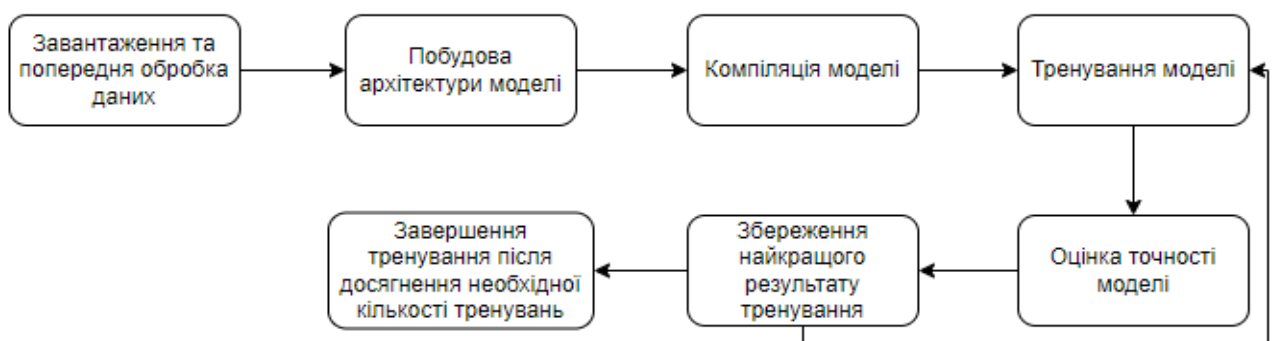 Завантаження та
попередня обробка
даних
Побудова
архітектури моделі
Компіляція моделі
Тренування моделі
Завершення
тренування після
досягнення необхідної
кількості тренувань
Збереження
найкращого
результату
тренування
Оцінка точності
моделі